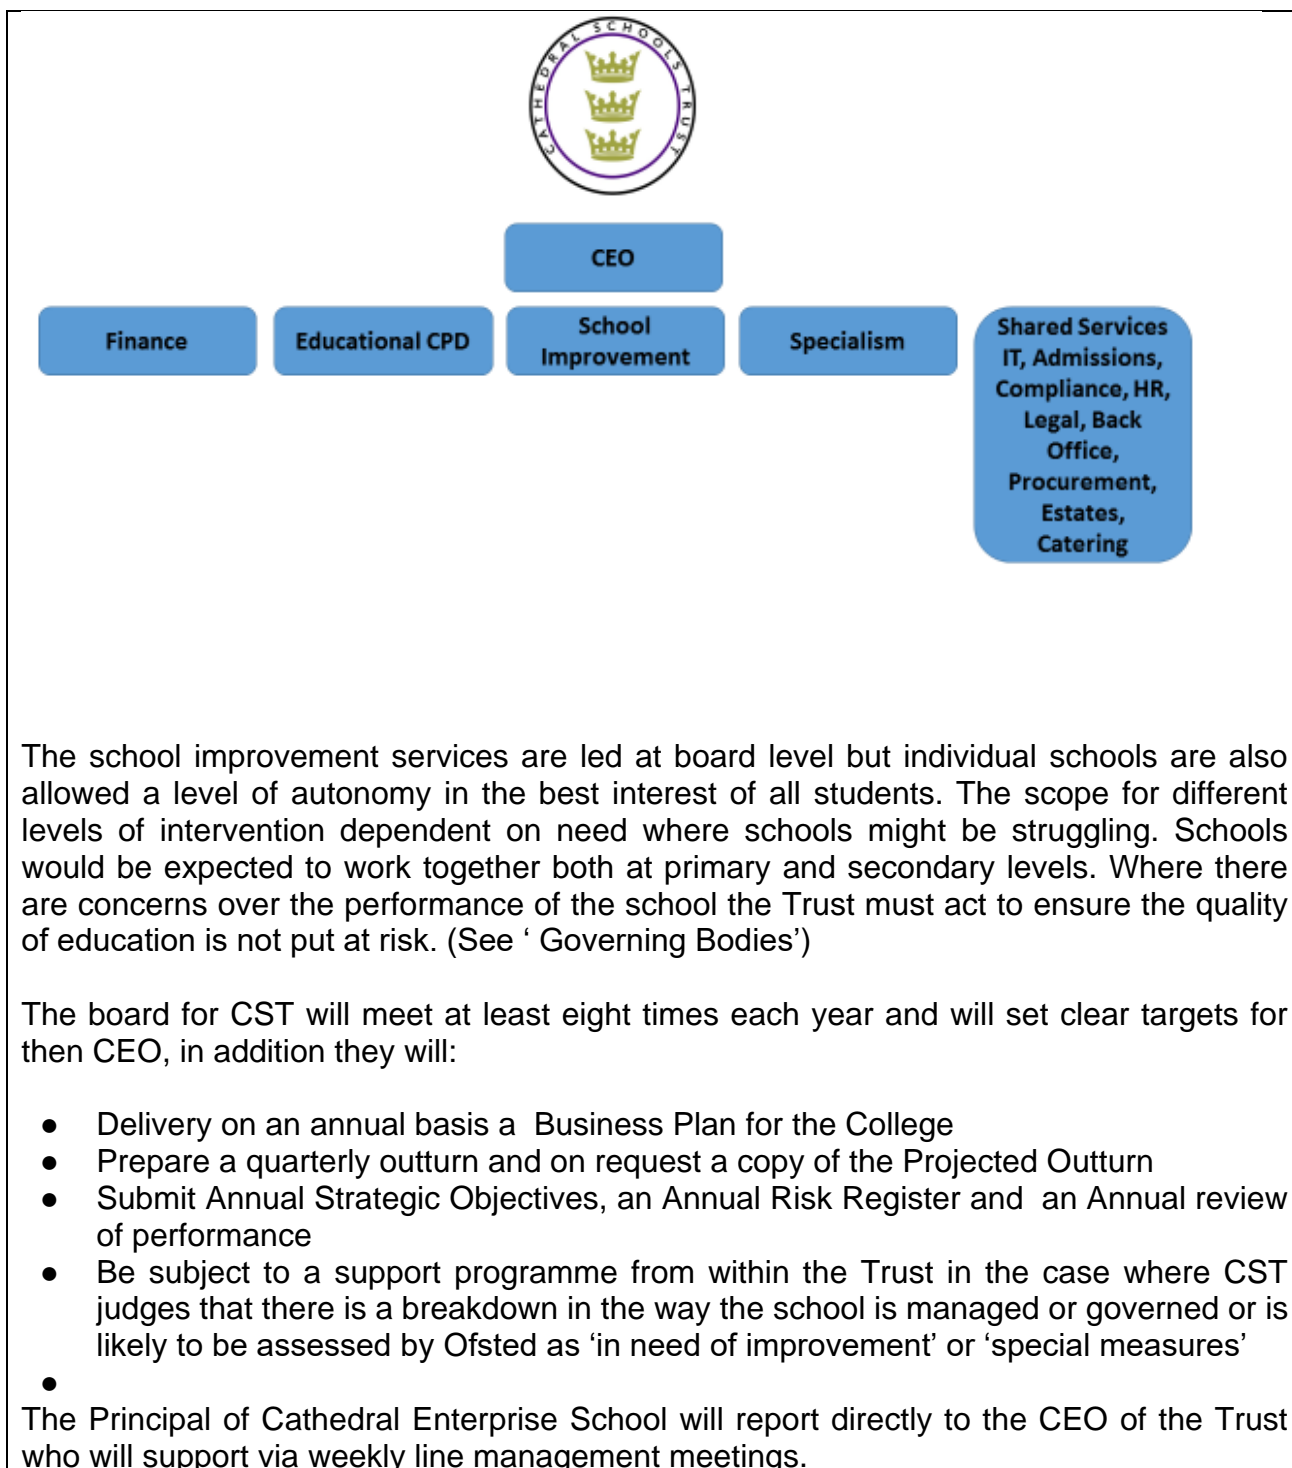 CATHEDRAL SCHOOLS TRUST
CEO
Finance
Educational CPD
School
Improvement
Specialism
Shared Services
IT, Admissions,
Compliance, HR,
Legal, Back
Office,
Procurement,
Estates,
Catering
The school improvement services are led at board level but individual schools are also
allowed a level of autonomy in the best interest of all students. The scope for different
levels of intervention dependent on need where schools might be struggling. Schools
would be expected to work together both at primary and secondary levels. Where there
are concerns over the performance of the school the Trust must act to ensure the quality
of education is not put at risk. (See ‘ Governing Bodies’)
The board for CST will meet at least eight times each year and will set clear targets for
then CEO, in addition they will:
● Delivery on an annual basis a  Business Plan for the College
● Prepare a quarterly outturn and on request a copy of the Projected Outturn
● Submit Annual Strategic Objectives, an Annual Risk Register and  an Annual review
of performance
● Be subject to a support programme from within the Trust in the case where CST
judges that there is a breakdown in the way the school is managed or governed or is
likely to be assessed by Ofsted as ‘in need of improvement’ or ‘special measures’
●
The Principal of Cathedral Enterprise School will report directly to the CEO of the Trust
who will support via weekly line management meetings.